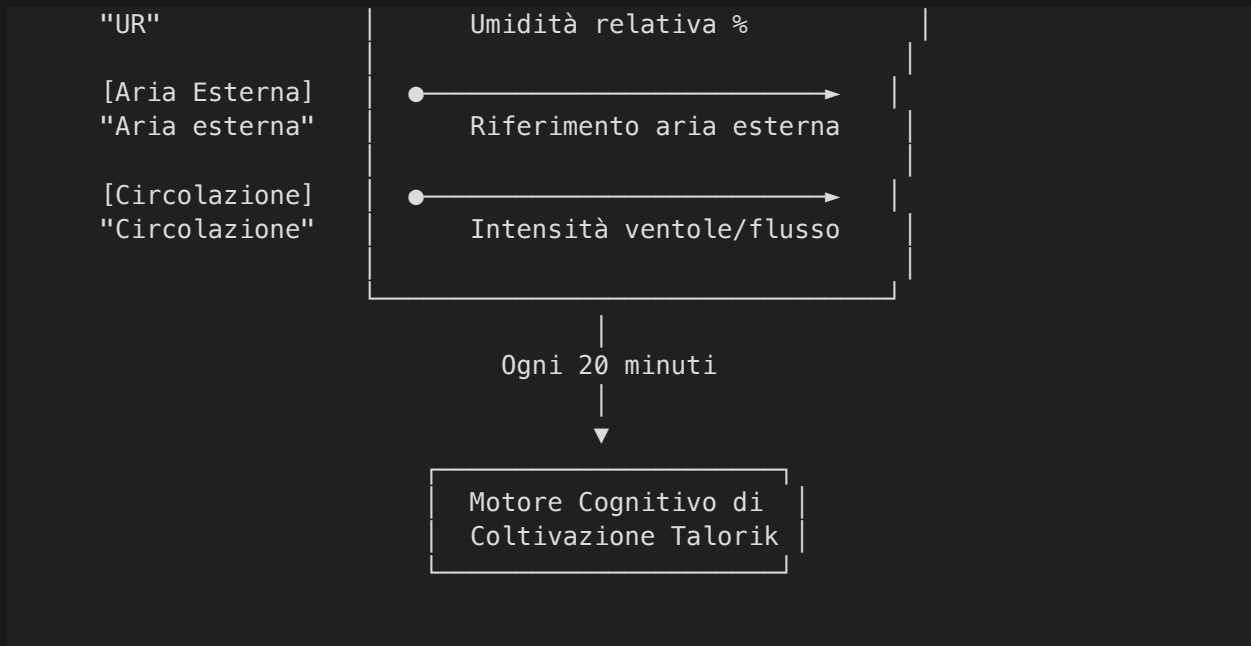 "UR" Umidità relativa %
[Aria Esterna]
"Aria esterna" Riferimento aria esterna
[Circolazione]
"Circolazione" Intensità ventole/flusso
Ogni 20 minuti
Motore Cognitivo di
Coltivazione Talorik